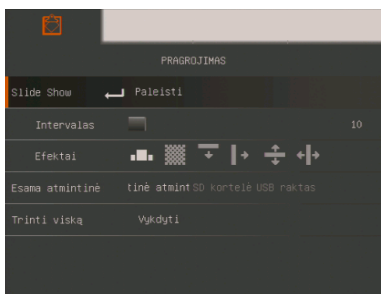 PRAGROJIMAS
Slide Show Paleisti
Intervalas 10
Efektai
Esama atmintinė tinė atmint SD kortelė USB raktas
Trinti viską Vykdyti